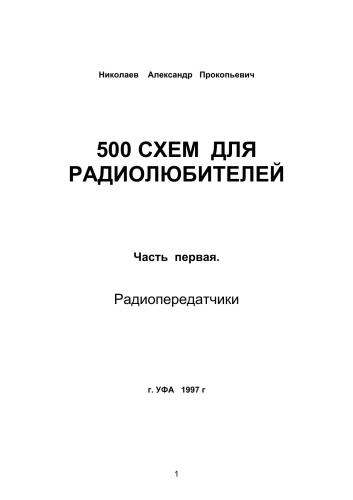 Николаев Александр Прокопьевич
500 СХЕМ ДЛЯ
РАДИОЛЮБИТЕЛЕЙ
Часть первая.
Радиопередатчики
г. УФА 1997 г
1